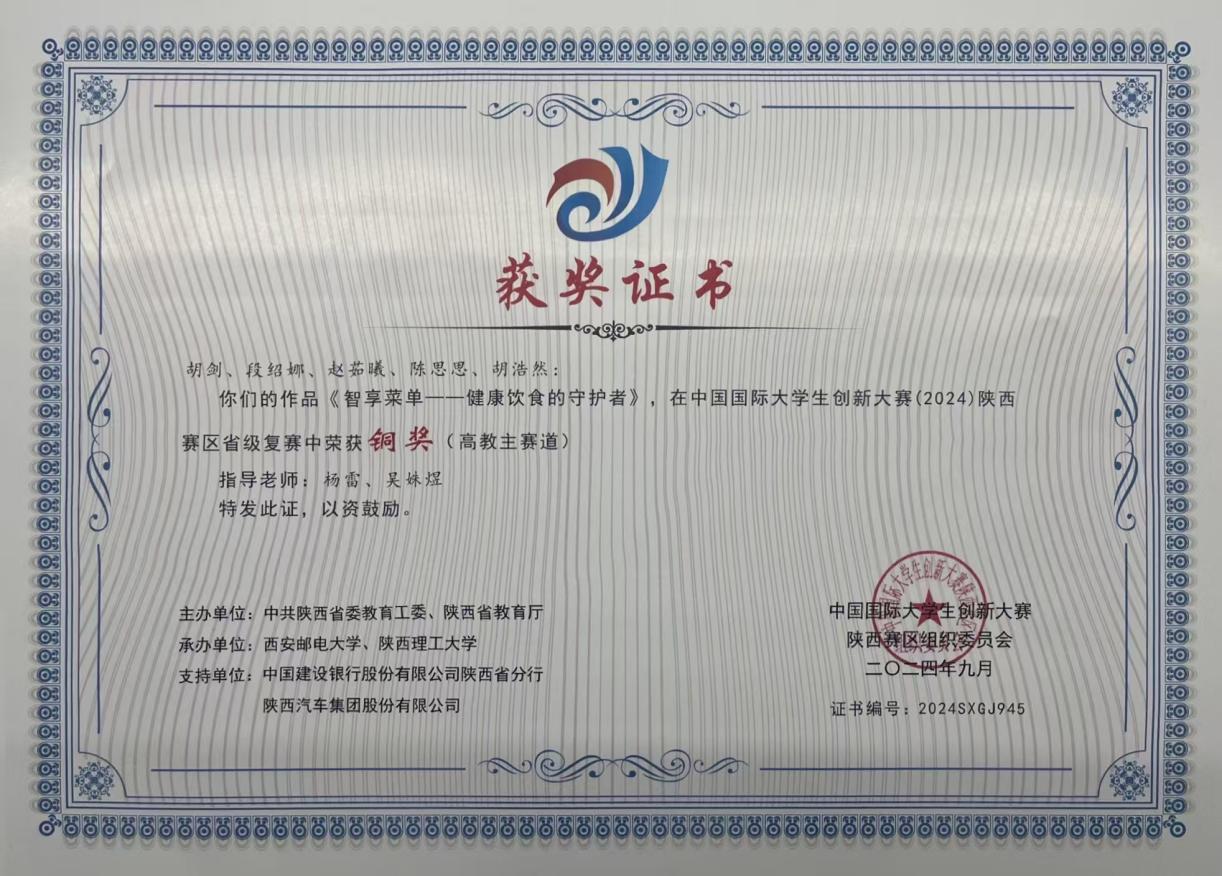 获奖证书
胡剑、段绍娜、赵茹曦、陈思思、胡浩然：
你们的作品《智享菜单——健康饮食的守护者》，在中国国际大学生创新大赛(2024)陕西
赛区省级复赛中荣获铜奖（高教主赛道）
指导老师：杨雷、吴姝煜
特发此证，以资鼓励。
主办单位：中共陕西省委教育工委、陕西省教育厅
承办单位：西安邮电大学、陕西理工大学
支持单位：中国建设银行股份有限公司陕西省分行
陕西汽车集团股份有限公司
中国国际大学生创新大赛
陕西赛区组织委员会
二〇二四年九月
证书编号：2024SXGJ945